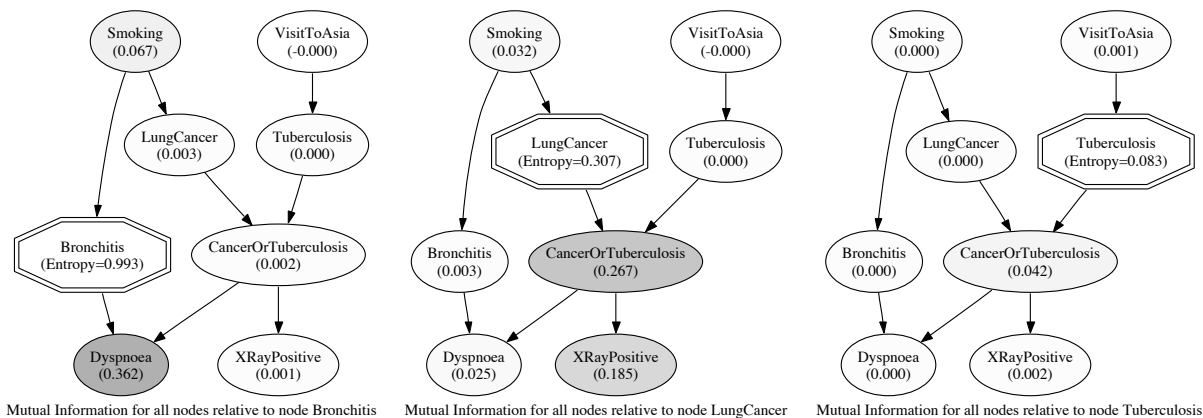 Smoking
(0.067)
VisitToAsia
(-0.000)
LungCancer
(0.003)
Tuberculosis
(0.000)
Bronchitis
(Entropy=0.993)
CancerOrTuberculosis
(0.002)
Dyspnoea
(0.362)
XRayPositive
(0.001)
Mutual Information for all nodes relative to node Bronchitis
Smoking
(0.032)
VisitToAsia
(-0.000)
LungCancer
(Entropy=0.307)
Tuberculosis
(0.000)
Bronchitis
(0.003)
CancerOrTuberculosis
(0.267)
Dyspnoea
(0.025)
XRayPositive
(0.185)
Mutual Information for all nodes relative to node LungCancer
Smoking
(0.000)
VisitToAsia
(0.001)
LungCancer
(0.000)
Tuberculosis
(Entropy=0.083)
Bronchitis
(0.000)
CancerOrTuberculosis
(0.042)
Dyspnoea
(0.000)
XRayPositive
(0.002)
Mutual Information for all nodes relative to node Tuberculosis